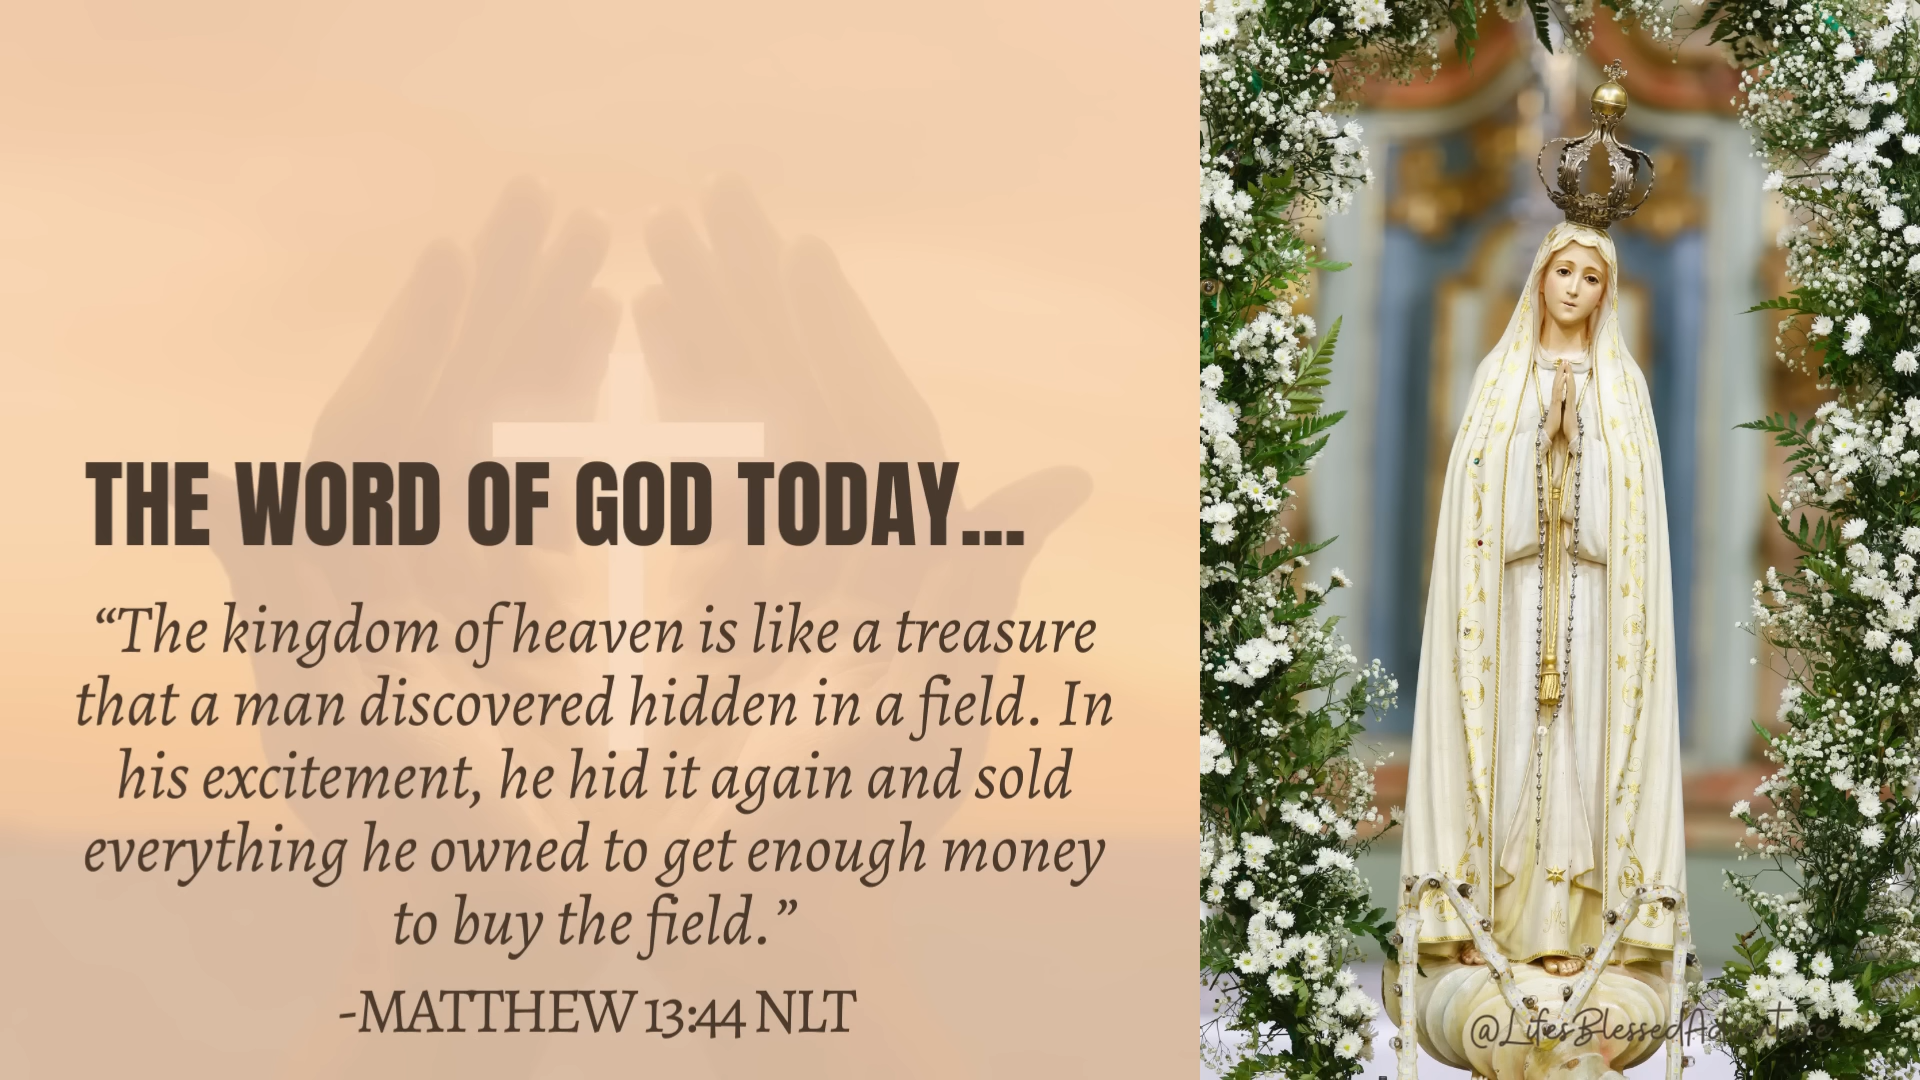 THE WORD OF GOD TODAY...
“The kingdom of heaven is like a treasure
that a man discovered hidden in a field. In
his excitement, he hid it again and sold
everything he owned to get enough money
to buy the field.”
-MATTHEW 13:44 NLT
@LifesBlessedAdventure